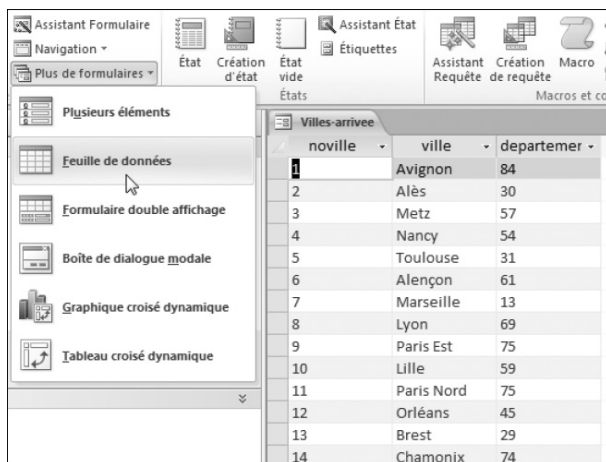 Assistant Formulaire
Navigation
Plus de formulaires
État
Création d'état
État vide
Assistant État
Étiquettes
États
Assistant Requête
Création de requête
Macro
Macros et co
Plusieurs éléments
Feuille de données
Formulaire double affichage
Boîte de dialogue modale
Graphique croisé dynamique
Tableau croisé dynamique
Villes-arrivee
noville ville departemer
1 Avignon 84
2 Alès 30
3 Metz 57
4 Nancy 54
5 Toulouse 31
6 Alençon 61
7 Marseille 13
8 Lyon 69
9 Paris Est 75
10 Lille 59
11 Paris Nord 75
12 Orléans 45
13 Brest 29
14 Chamonix 74